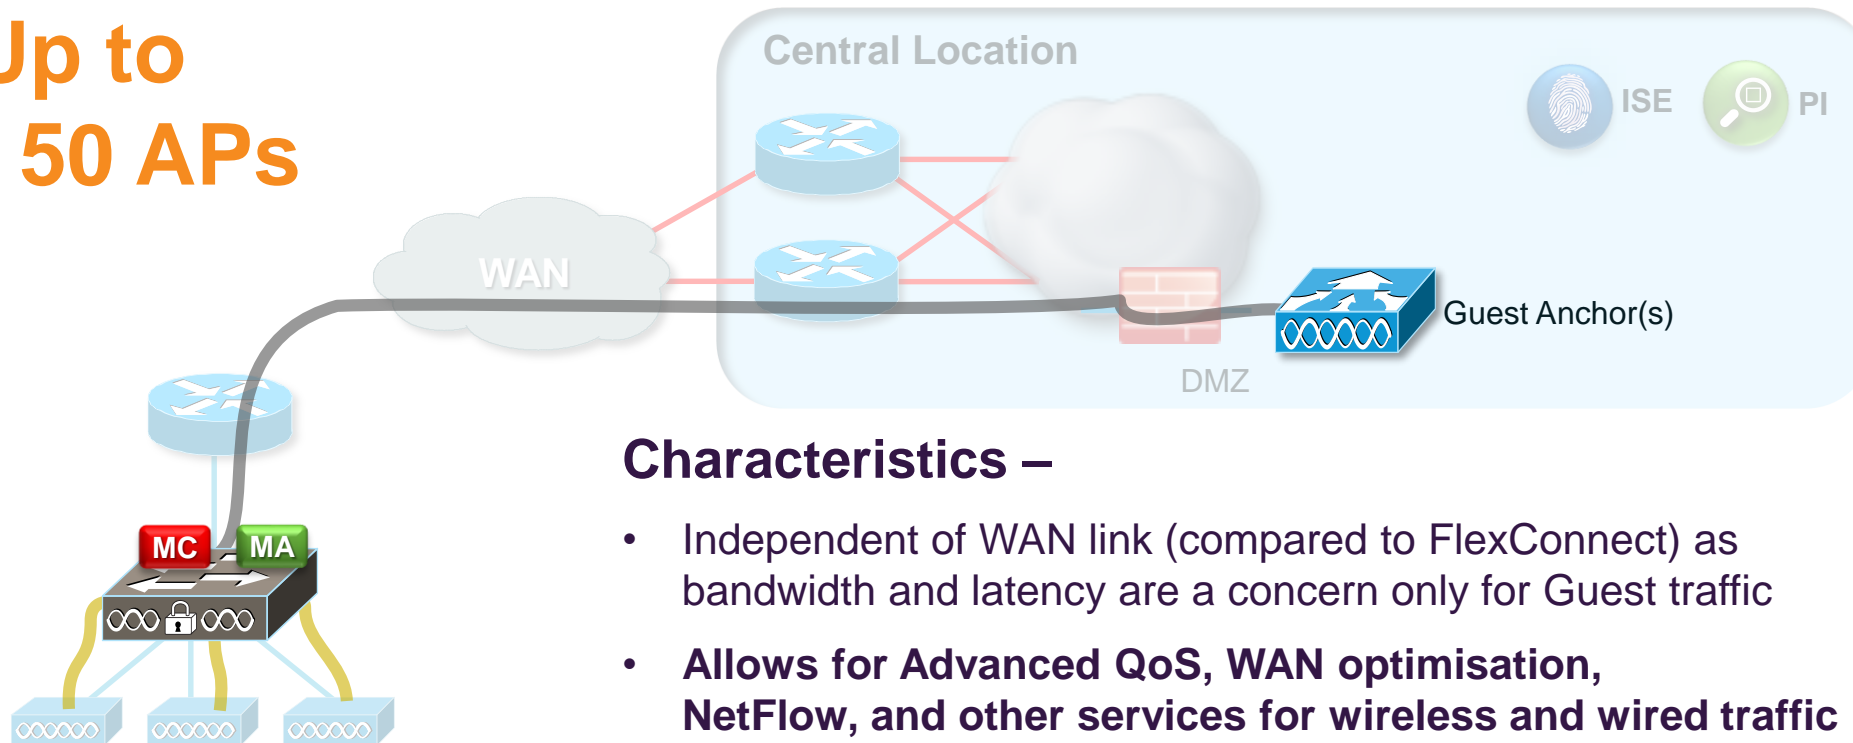 Up to
50 APs
Central Location
ISE
PI
WAN
Guest Anchor(s)
DMZ
MC
MA
Characteristics –
• Independent of WAN link (compared to FlexConnect) as
bandwidth and latency are a concern only for Guest traffic
• Allows for Advanced QoS, WAN optimisation,
NetFlow, and other services for wireless and wired traffic